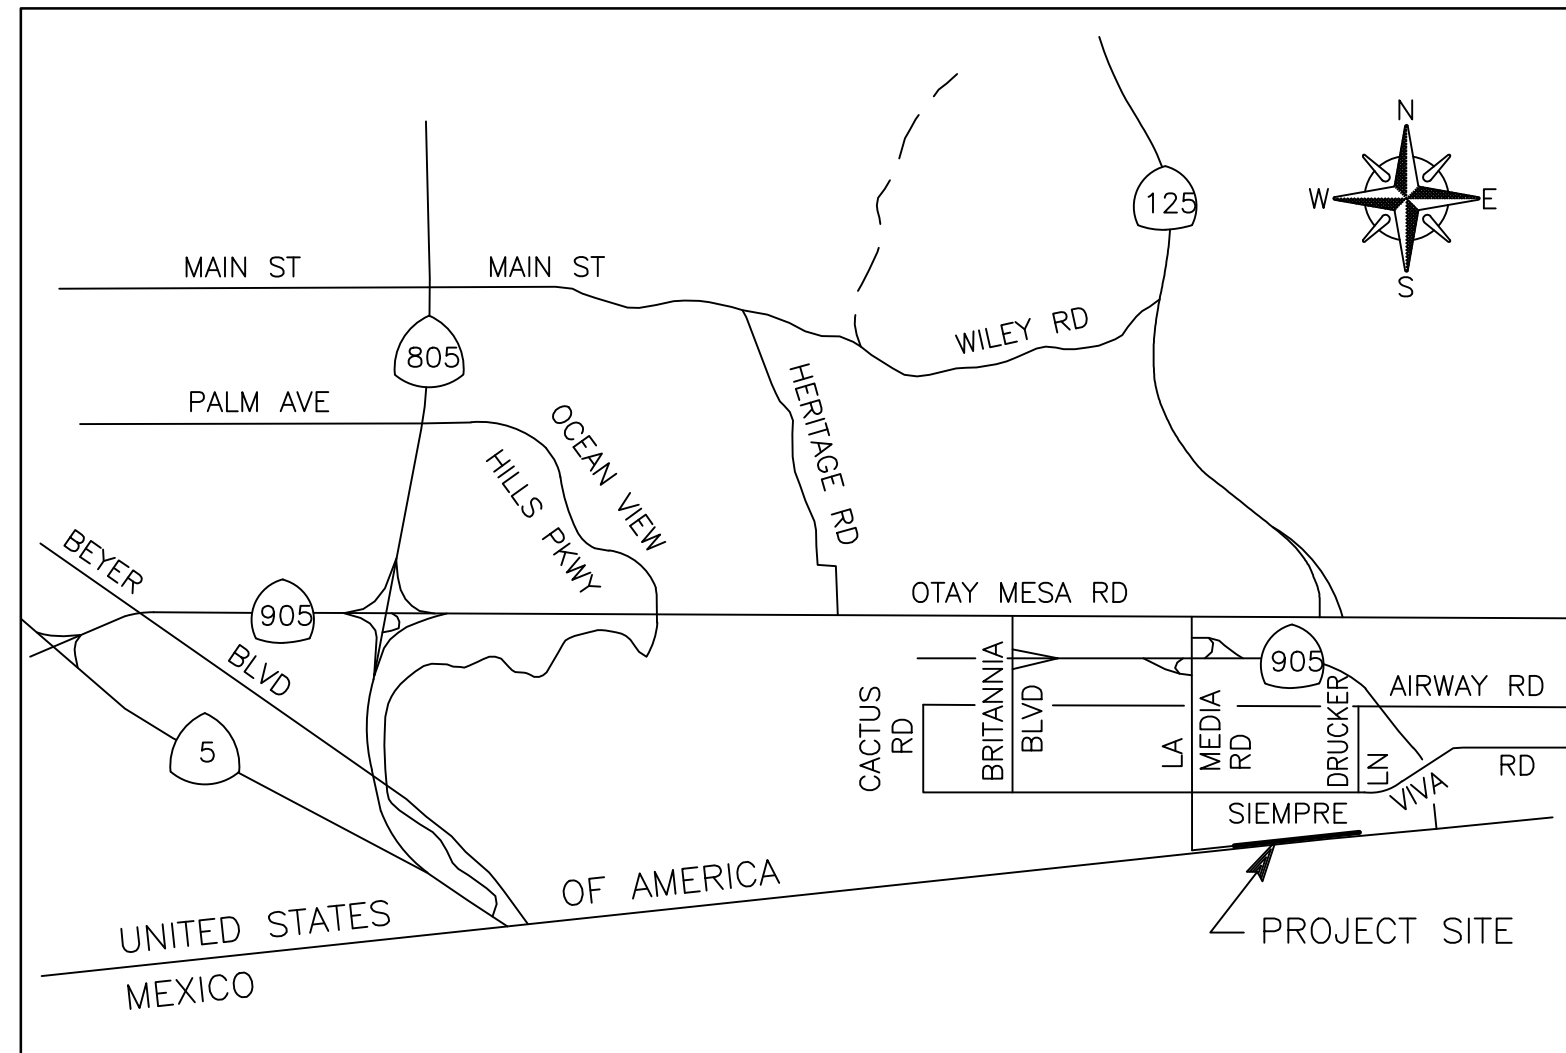 N
W
E
S
125
MAIN ST
MAIN ST
WILEY RD
805
PALM AVE
OCEAN VIEW
HILLS PKWY
HERITAGE RD
BEYER
BLVD
905
OTAY MESA RD
905
AIRWAY RD
CACTUS
RD
BRITANNIA
BLVD
LA
MEDIA
RD
DRUCKER
LN
5
SIEMPRE
VIVA
RD
UNITED STATES
OF AMERICA
MEXICO
PROJECT SITE